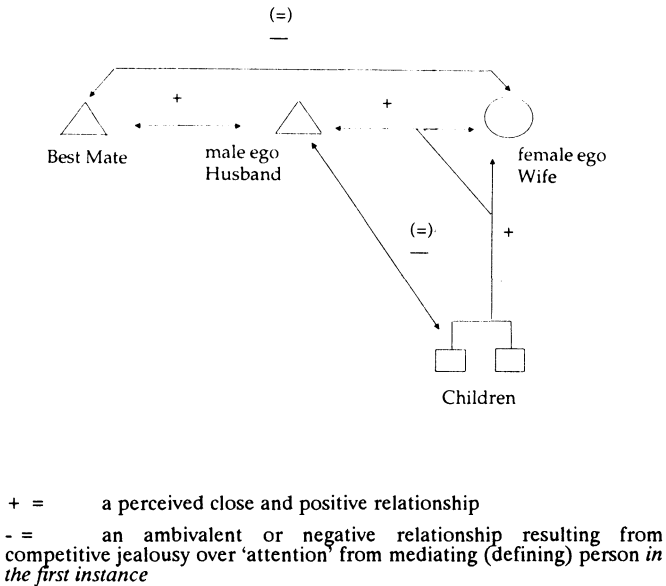 (=)
—
+
+
Best Mate
male ego
Husband
female ego
Wife
(=)
—
+
Children
+ = a perceived close and positive relationship
- = an ambivalent or negative relationship resulting from
competitive jealousy over ‘attention’ from mediating (defining) person in
the first instance